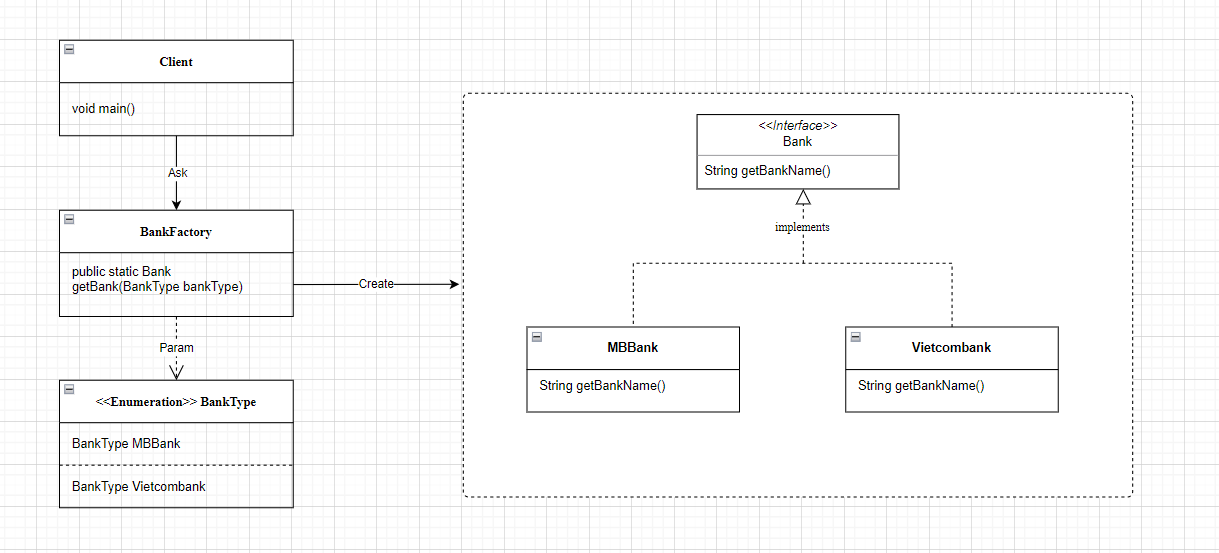 Client
void main()
Ask
BankFactory
public static Bank
getBank(BankType bankType)
Create
Param
<<Enumeration>> BankType
BankType MBBank
BankType Vietcombank
<<Interface>>
Bank
String getBankName()
implements
MBBank
String getBankName()
Vietcombank
String getBankName()